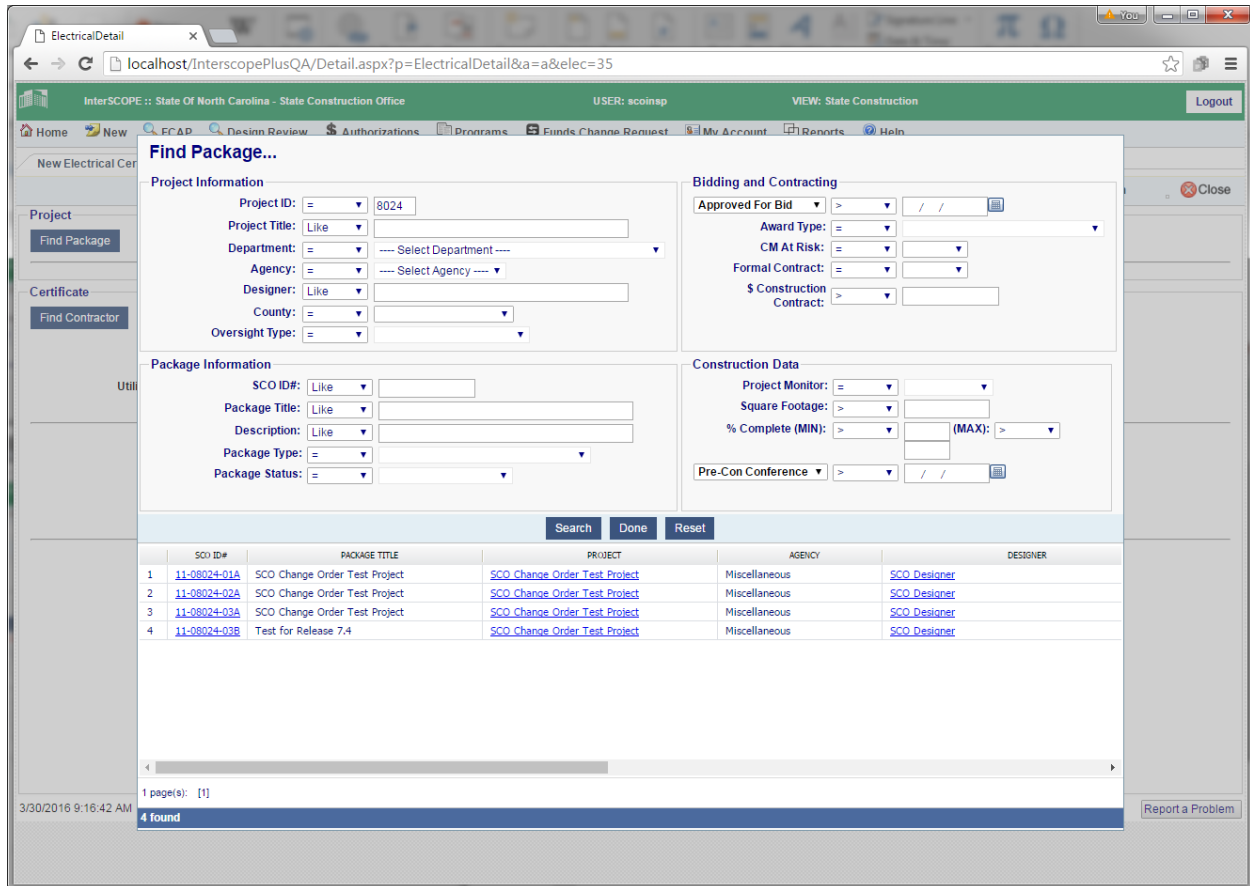 You
ElectricalDetail
localhost/InterscopePlusQA/Detail.aspx?p=ElectricalDetail&a=a&elec=35
InterSCOPE :: State Of North Carolina - State Construction Office USER: scoinsp VIEW: State Construction Logout
Home New ECAP Design Review $ Authorizations Programs Funds Change Request My Account Reports Help
New Electrical Cer
Close
Project
Find Package
Certificate
Find Contractor
Utili
Find Package...
Project Information
Project ID: = 8024
Project Title: Like
Department: = ---- Select Department ----
Agency: = ---- Select Agency ----
Designer: Like
County: =
Oversight Type: =
Bidding and Contracting
Approved For Bid > / /
Award Type: =
CM At Risk: =
Formal Contract: =
$ Construction
Contract: >
Package Information
SCO ID#: Like
Package Title: Like
Description: Like
Package Type: =
Package Status: =
Construction Data
Project Monitor: =
Square Footage: >
% Complete (MIN): > (MAX): >
Pre-Con Conference > / /
Search Done Reset
SCO ID# PACKAGE TITLE PROJECT AGENCY DESIGNER
1 11-08024-01A SCO Change Order Test Project SCO Change Order Test Project Miscellaneous SCO Designer
2 11-08024-02A SCO Change Order Test Project SCO Change Order Test Project Miscellaneous SCO Designer
3 11-08024-03A SCO Change Order Test Project SCO Change Order Test Project Miscellaneous SCO Designer
4 11-08024-03B Test for Release 7.4 SCO Change Order Test Project Miscellaneous SCO Designer
1 page(s): [1]
4 found
3/30/2016 9:16:42 AM
Report a Problem